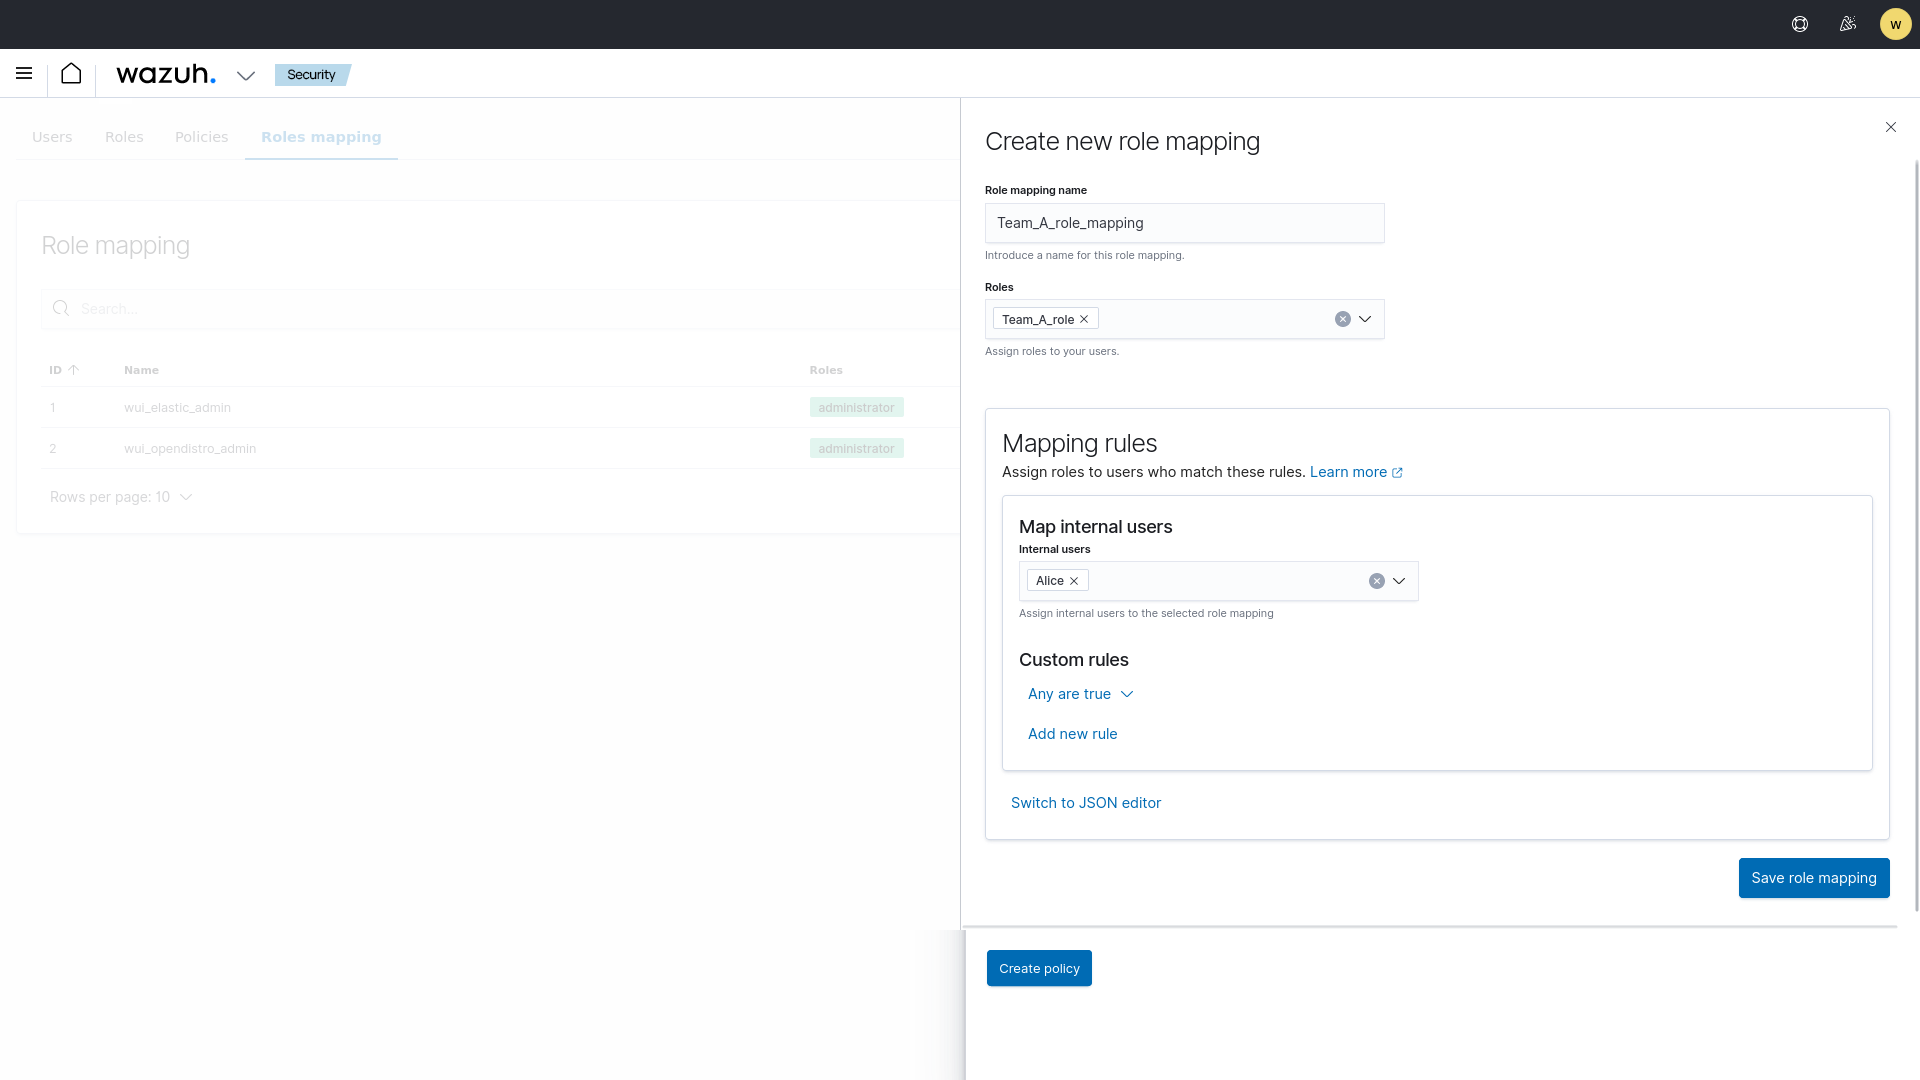 W
wazuh.
Security
Users Roles Policies Roles mapping
Role mapping
Search...
ID Name Roles
1 wui_elastic_admin administrator
2 wui_opendistro_admin administrator
Rows per page: 10
Create new role mapping
Role mapping name
Team_A_role_mapping
Introduce a name for this role mapping.
Roles
Team_A_role
Assign roles to your users.
Mapping rules
Assign roles to users who match these rules. Learn more
Map internal users
Internal users
Alice
Assign internal users to the selected role mapping
Custom rules
Any are true
Add new rule
Switch to JSON editor
Save role mapping
Create policy